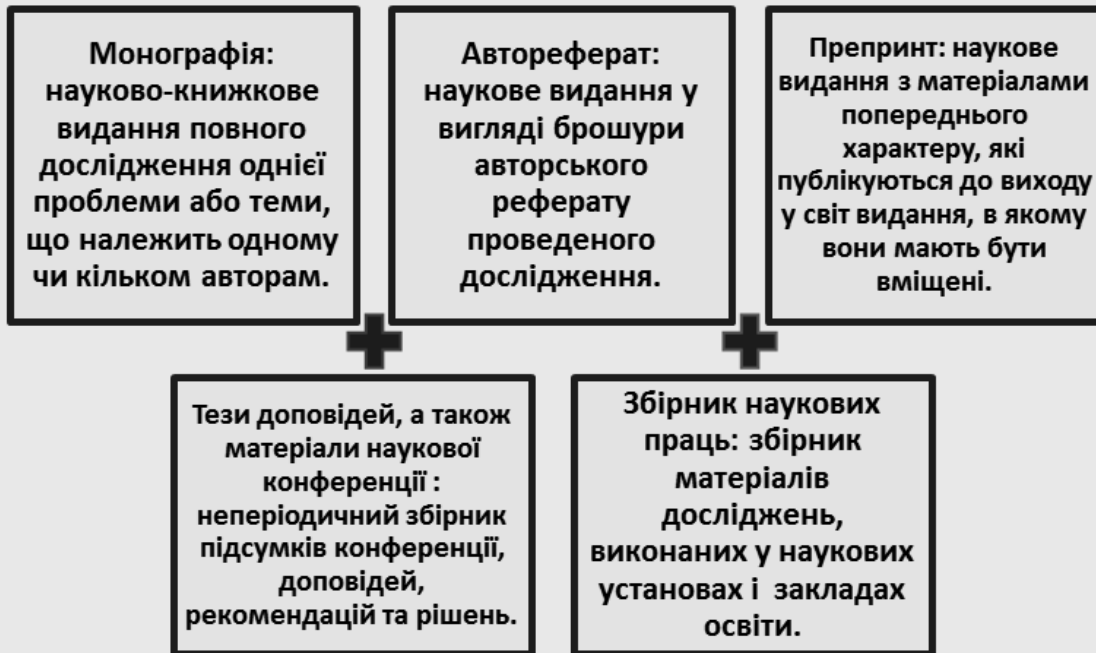 Монографія:
науково-книжкове
видання повного
дослідження однієї
проблеми або теми,
що належить одному
чи кільком авторам.
Автореферат:
наукове видання у
вигляді брошури
авторського
реферату
проведеного
дослідження.
Препринт: наукове
видання з матеріалами
попереднього
характеру, які
публікуються до виходу
у світ видання, в якому
вони мають бути
вміщені.
Тези доповідей, а також
матеріали наукової
конференції :
неперіодичний збірник
підсумків конференції,
доповідей,
рекомендацій та рішень.
Збірник наукових
праць: збірник
матеріалів
досліджень,
виконаних у наукових
установах і закладах
освіти.